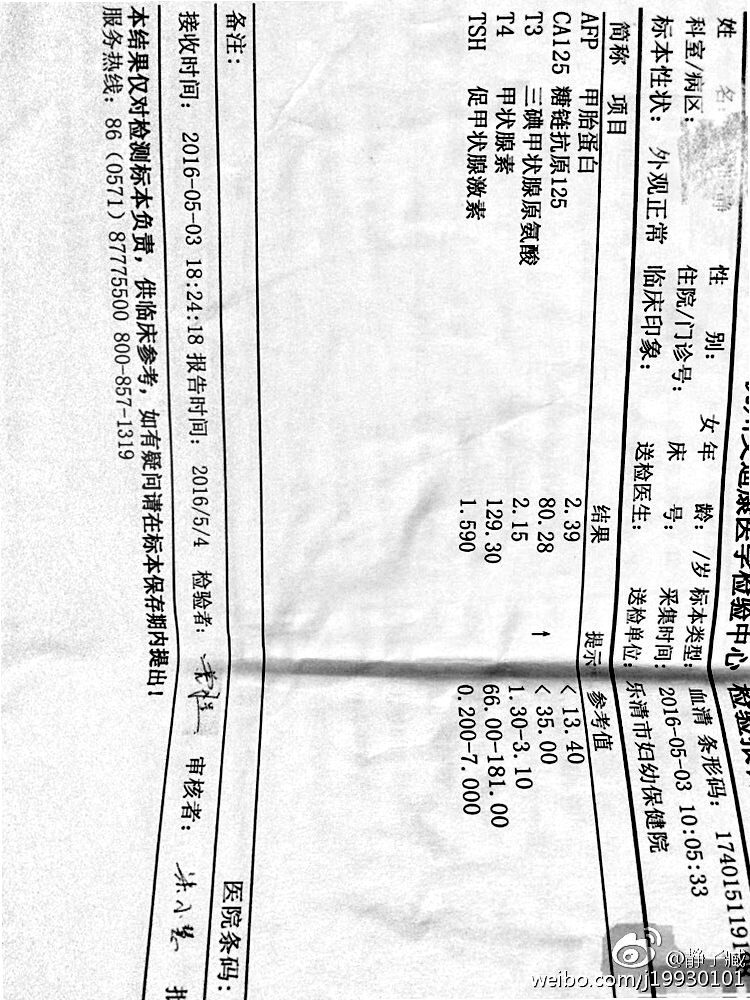 医学检验中心 检验报
姓 名: 性 别: 女 年 龄: /岁 标本类型: 血清 条形码: 174015119
科室/病区: 住院/门诊号: 床 号: 采集时间: 2016-05-03 10:05:33
标本性状: 外观正常 临床印象: 送检医生: 送检单位: 乐清市妇幼保健院
简称 项目 结果 提示 参考值
AFP 甲胎蛋白 2.39 < 13.40
CA125 糖链抗原125 80.28 ↑ < 35.00
T3 三碘甲状腺原氨酸 2.15 1.30-3.10
T4 甲状腺素 129.30 66.00-181.00
TSH 促甲状腺激素 1.590 0.200-7.000
备注: 医院条码:
接收时间: 2016-05-03 18:24:18 报告时间: 2016/5/4 检验者: 审核者:
本结果仅对检测标本负责，供临床参考，如有疑问请在标本保存期内提出!
服务热线: 86 (0571) 87775500 800-857-1319
@静子藏
weibo.com/j19930101